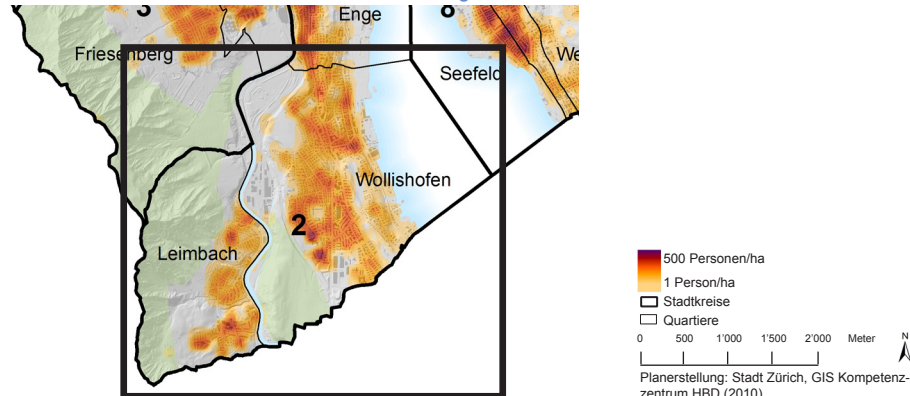 3
Enge
8
Friesenberg
Seefeld
We
Wollishofen
2
Leimbach
500 Personen/ha
1 Person/ha
Stadtkreise
Quartiere
0 500 1'000 1'500 2'000 Meter
N
Planerstellung: Stadt Zürich, GIS Kompetenz-
zentrum HBD (2010)